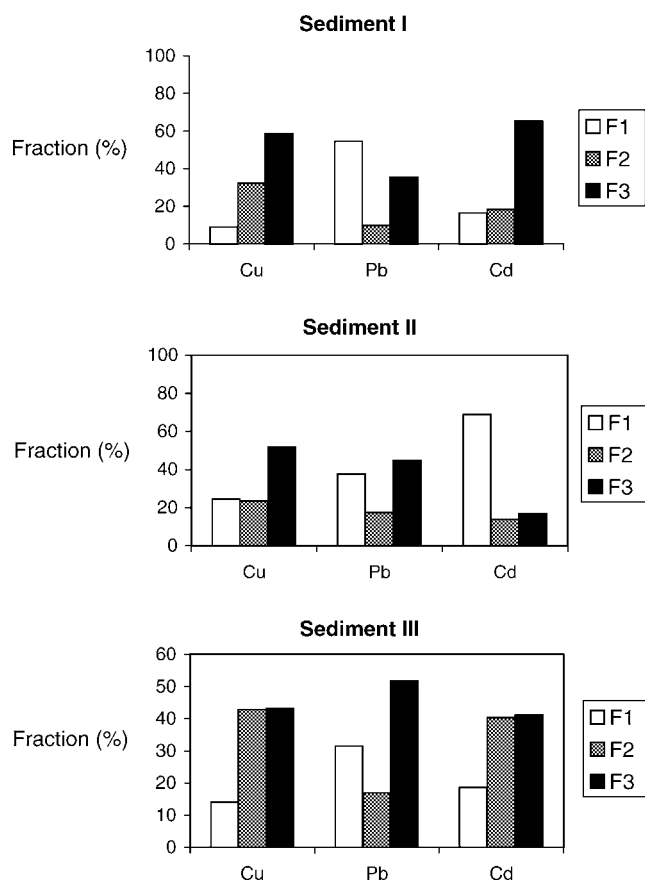 Sediment I
100
80
60
40
20
0
Fraction (%)
Cu Pb Cd
F1
F2
F3
Sediment II
100
80
60
40
20
0
Fraction (%)
Cu Pb Cd
F1
F2
F3
Sediment III
60
50
40
30
20
10
0
Fraction (%)
Cu Pb Cd
F1
F2
F3